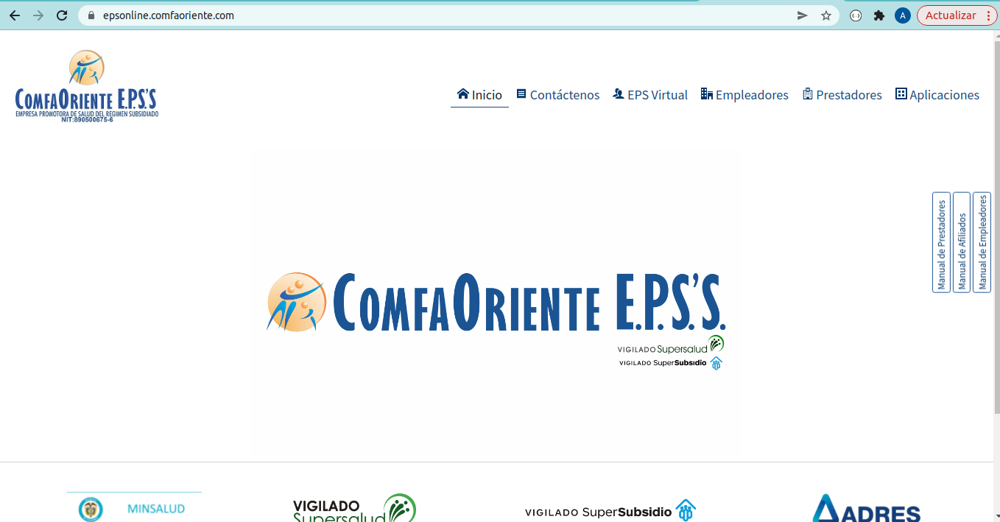 epsonline.comfaoriente.com
A
Actualizar
COMFAORIENTE E.P.S'S
EMPRESA PROMOTORA DE SALUD DEL REGIMEN SUBSIDIADO
NIT:890500675-6
Inicio
Contáctenos
EPS Virtual
Empleadores
Prestadores
Aplicaciones
Manual de Prestadores
Manual de Afiliados
Manual de Empleadores
COMFAORIENTE E.P.S'S.
VIGILADO Supersalud
VIGILADO SuperSubsidio
MINSALUD
VIGILADO
Supersalud
VIGILADO SuperSubsidio
ADRES